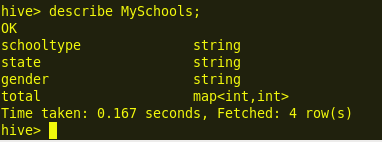 hive> describe MySchools;
OK
schooltype              string
state                   string
gender                  string
total                   map<int,int>
Time taken: 0.167 seconds, Fetched: 4 row(s)
hive>